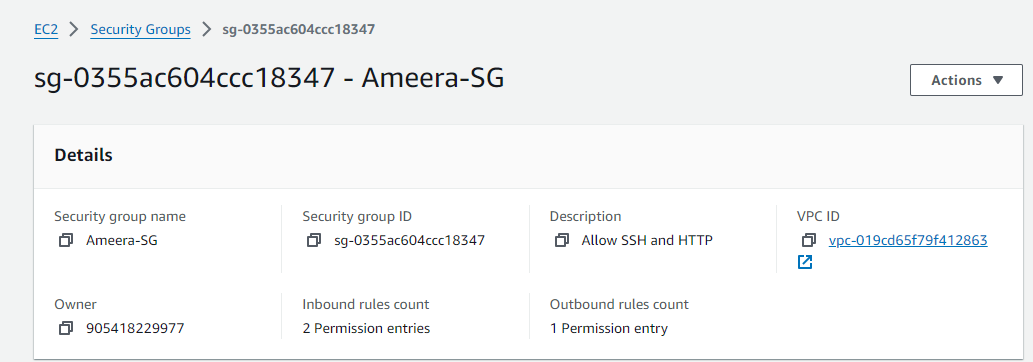 EC2 > Security Groups > sg-0355ac604ccc18347
sg-0355ac604ccc18347 - Ameera-SG
Actions
Details
Security group name
Ameera-SG
Security group ID
sg-0355ac604ccc18347
Description
Allow SSH and HTTP
VPC ID
vpc-019cd65f79f412863
Owner
905418229977
Inbound rules count
2 Permission entries
Outbound rules count
1 Permission entry